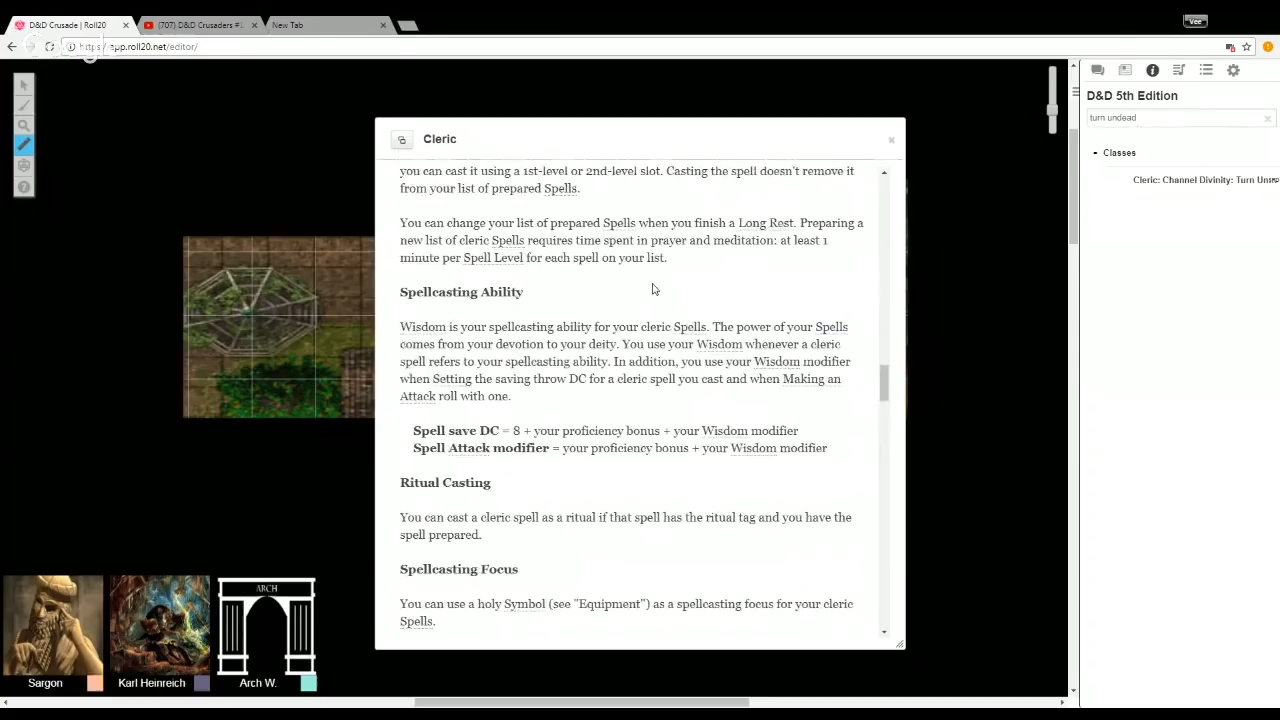 D&D Crusade | Roll20
(707) D&D Crusaders #1
New Tab
Vee
https://app.roll20.net/editor/
D&D 5th Edition
turn undead
Classes
Cleric: Channel Divinity: Turn
Cleric
you can cast it using a 1st-level or 2nd-level slot. Casting the spell doesn't remove it
from your list of prepared Spells.
You can change your list of prepared Spells when you finish a Long Rest. Preparing a
new list of cleric Spells requires time spent in prayer and meditation: at least 1
minute per Spell Level for each spell on your list.
Spellcasting Ability
Wisdom is your spellcasting ability for your cleric Spells. The power of your Spells
comes from your devotion to your deity. You use your Wisdom whenever a cleric
spell refers to your spellcasting ability. In addition, you use your Wisdom modifier
when Setting the saving throw DC for a cleric spell you cast and when Making an
Attack roll with one.
Spell save DC = 8 + your proficiency bonus + your Wisdom modifier
Spell Attack modifier = your proficiency bonus + your Wisdom modifier
Ritual Casting
You can cast a cleric spell as a ritual if that spell has the ritual tag and you have the
spell prepared.
Spellcasting Focus
You can use a holy Symbol (see "Equipment") as a spellcasting focus for your cleric
Spells.
ARCH
Sargon
Karl Heinreich
Arch W.